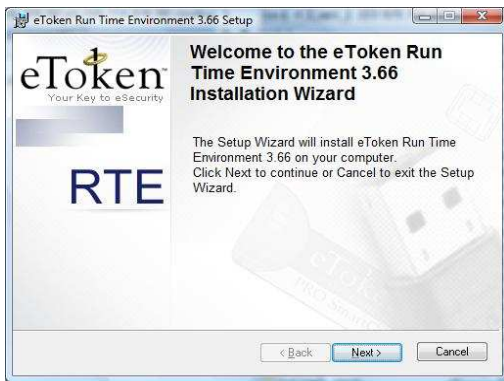 eToken Run Time Environment 3.66 Setup
eToken
Your Key to eSecurity
RTE
Welcome to the eToken Run
Time Environment 3.66
Installation Wizard
The Setup Wizard will install eToken Run Time
Environment 3.66 on your computer.
Click Next to continue or Cancel to exit the Setup
Wizard.
eToken
PRO
< Back
Next >
Cancel